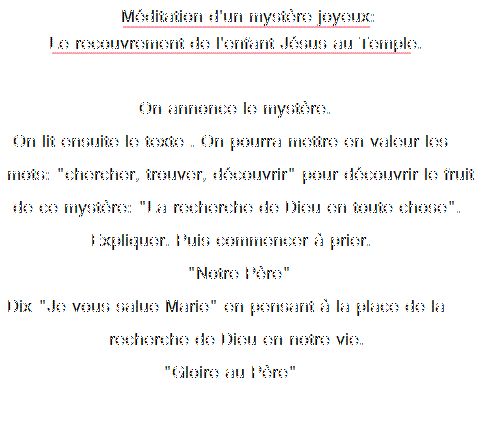 Méditation d'un mystère joyeux:
Le recouvrement de l'enfant Jésus au Temple.
On annonce le mystère.
On lit ensuite le texte . On pourra mettre en valeur les
mots: "chercher, trouver, découvrir" pour découvrir le fruit
de ce mystère: "La recherche de Dieu en toute chose".
Expliquer. Puis commencer à prier.
"Notre Père"
Dix "Je vous salue Marie" en pensant à la place de la
recherche de Dieu en notre vie.
"Gloire au Père"